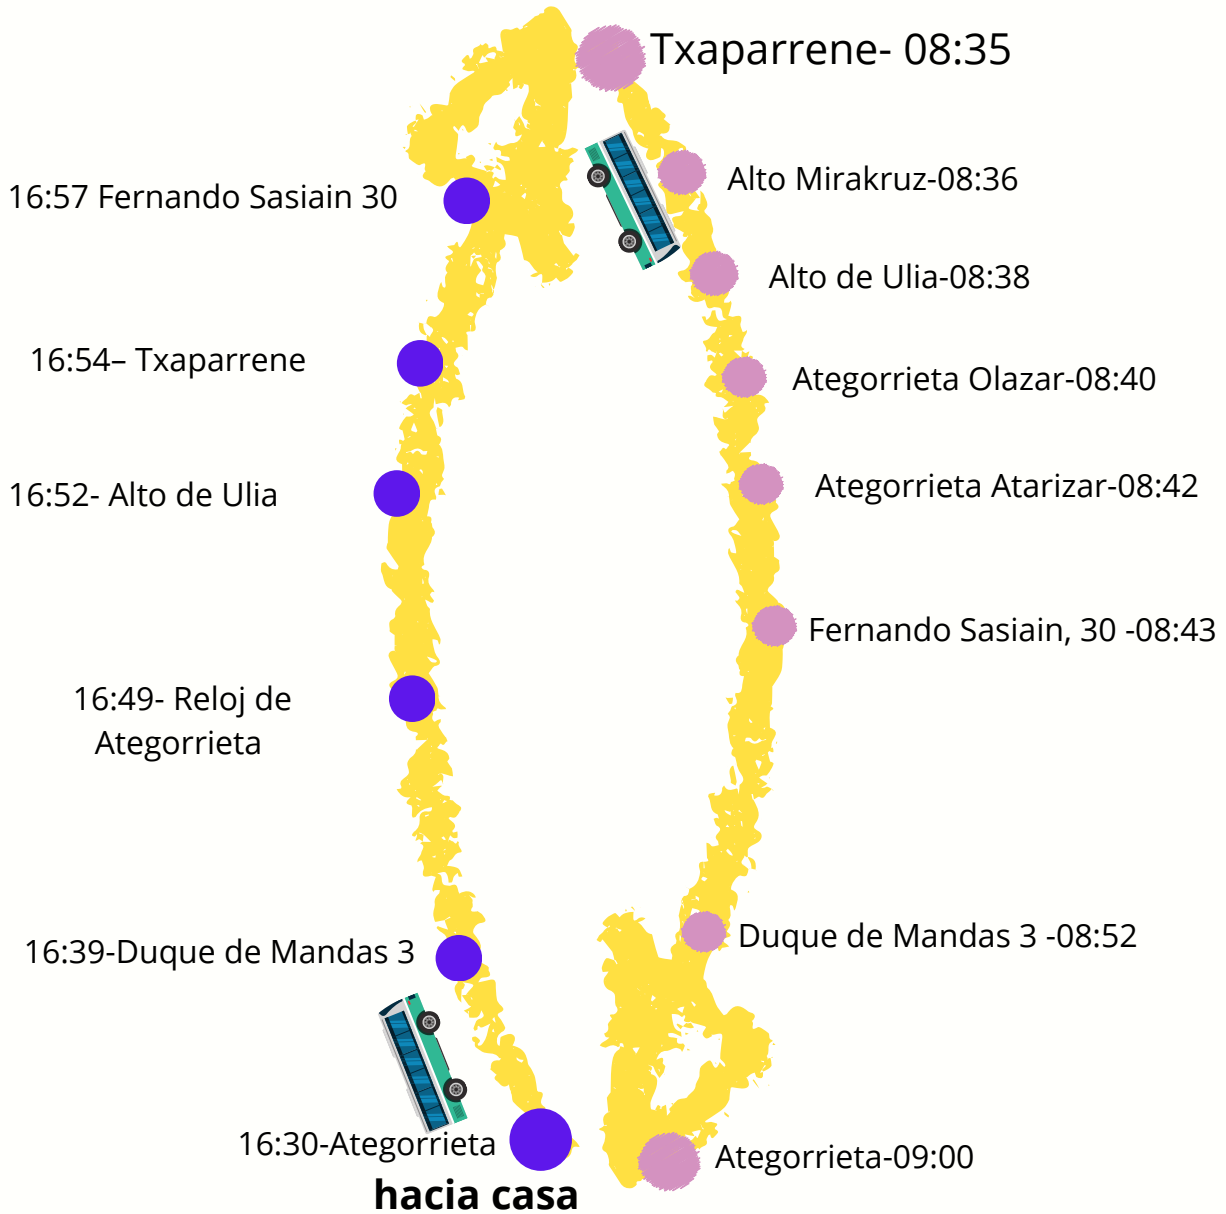 Txaparrene- 08:35
Alto Mirakruz-08:36
Alto de Ulia-08:38
Ategorrieta Olazar-08:40
Ategorrieta Atarizar-08:42
Fernando Sasiain, 30 -08:43
Duque de Mandas 3 -08:52
Ategorrieta-09:00
16:57 Fernando Sasiain 30
16:54– Txaparrene
16:52- Alto de Ulia
16:49- Reloj de
Ategorrieta
16:39-Duque de Mandas 3
16:30-Ategorrieta
hacia casa